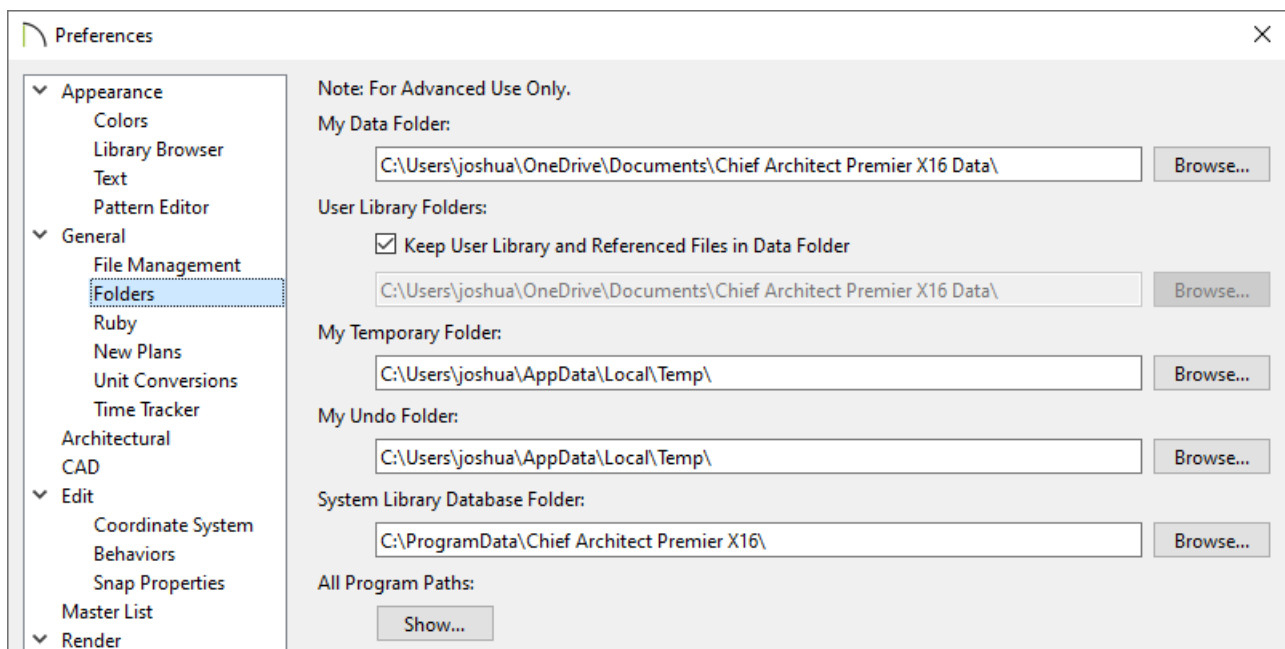 Preferences
Appearance
Colors
Library Browser
Text
Pattern Editor
General
File Management
Folders
Ruby
New Plans
Unit Conversions
Time Tracker
Architectural
CAD
Edit
Coordinate System
Behaviors
Snap Properties
Master List
Render
Note: For Advanced Use Only.
My Data Folder:
C:\Users\joshua\OneDrive\Documents\Chief Architect Premier X16 Data\
Browse...
User Library Folders:
Keep User Library and Referenced Files in Data Folder
C:\Users\joshua\OneDrive\Documents\Chief Architect Premier X16 Data\
Browse...
My Temporary Folder:
C:\Users\joshua\AppData\Local\Temp\
Browse...
My Undo Folder:
C:\Users\joshua\AppData\Local\Temp\
Browse...
System Library Database Folder:
C:\ProgramData\Chief Architect Premier X16\
Browse...
All Program Paths:
Show...